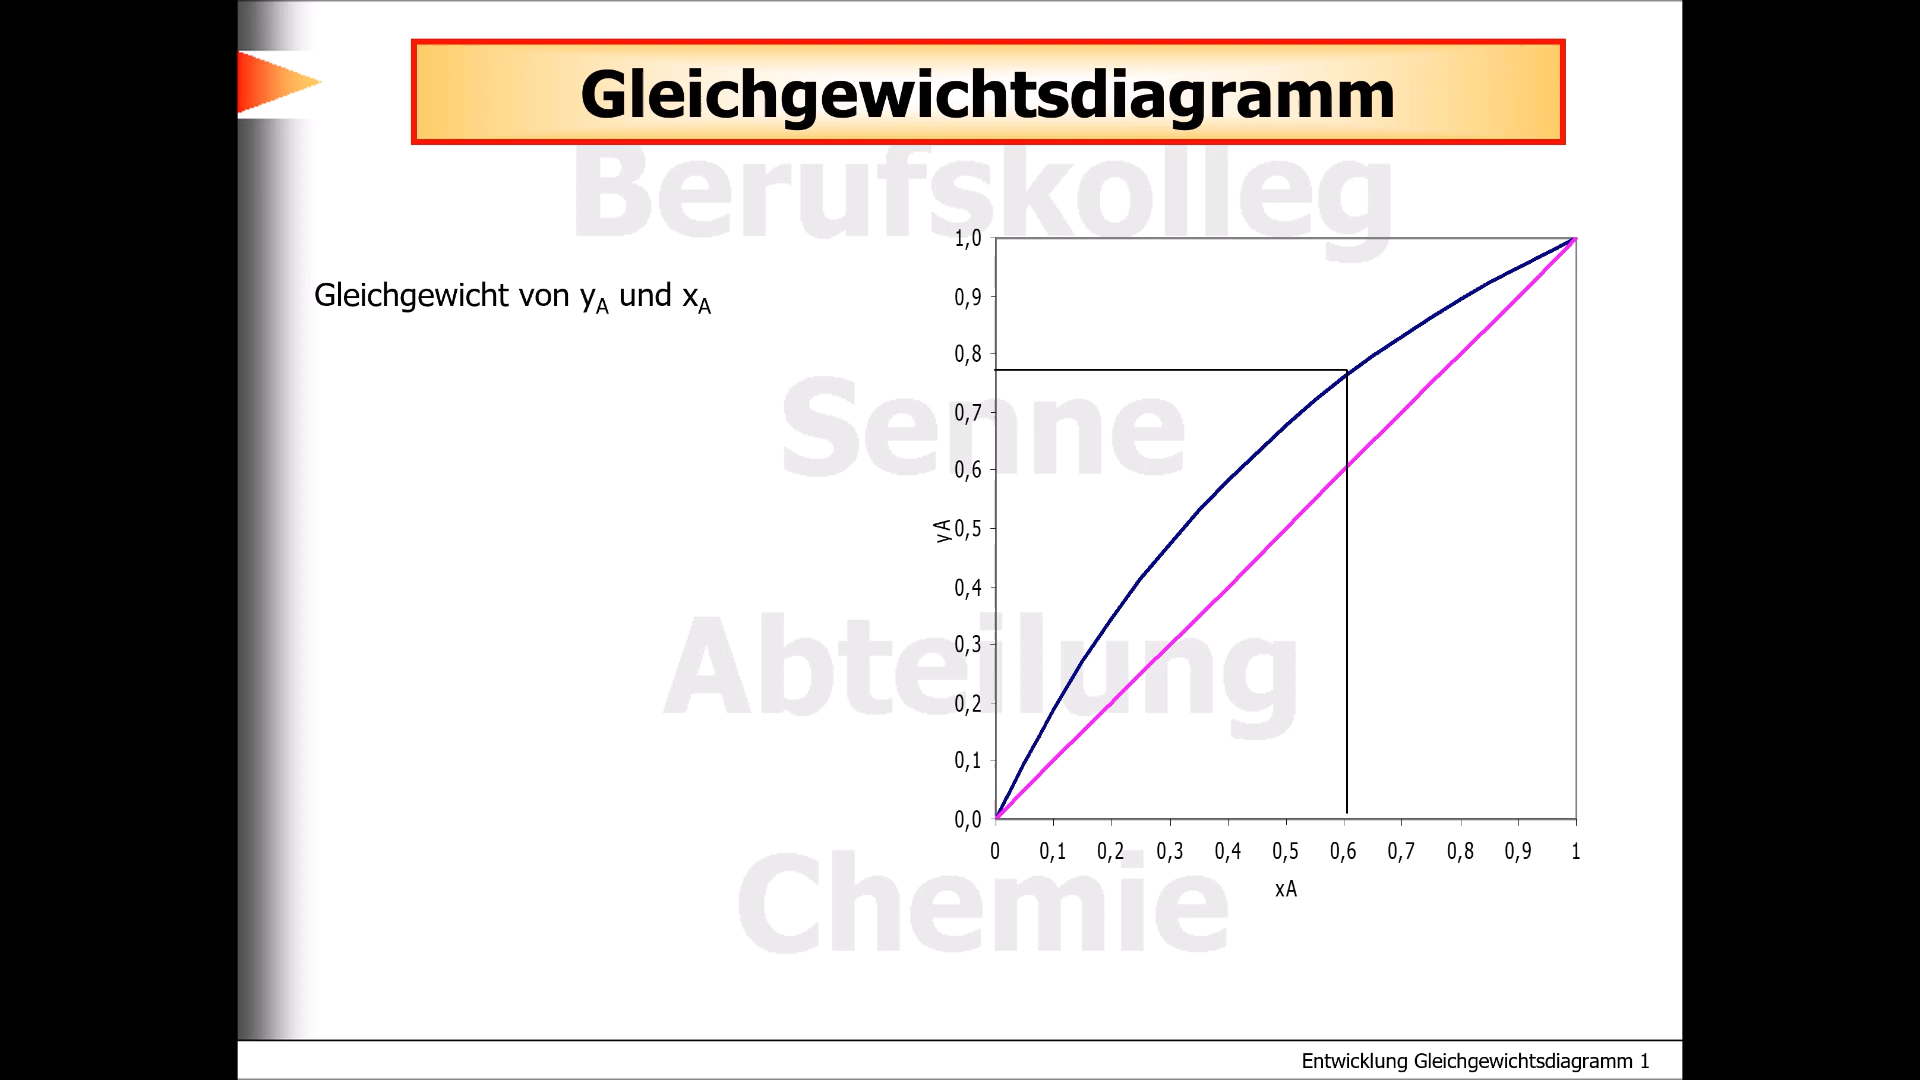 Gleichgewichtsdiagramm
Berufskolleg
Gleichgewicht von yA und xA
Senne
Abteilung
Chemie
1,0
0,9
0,8
0,7
0,6
0,5
0,4
0,3
0,2
0,1
0,0
yA
0 0,1 0,2 0,3 0,4 0,5 0,6 0,7 0,8 0,9 1
xA
Entwicklung Gleichgewichtsdiagramm 1